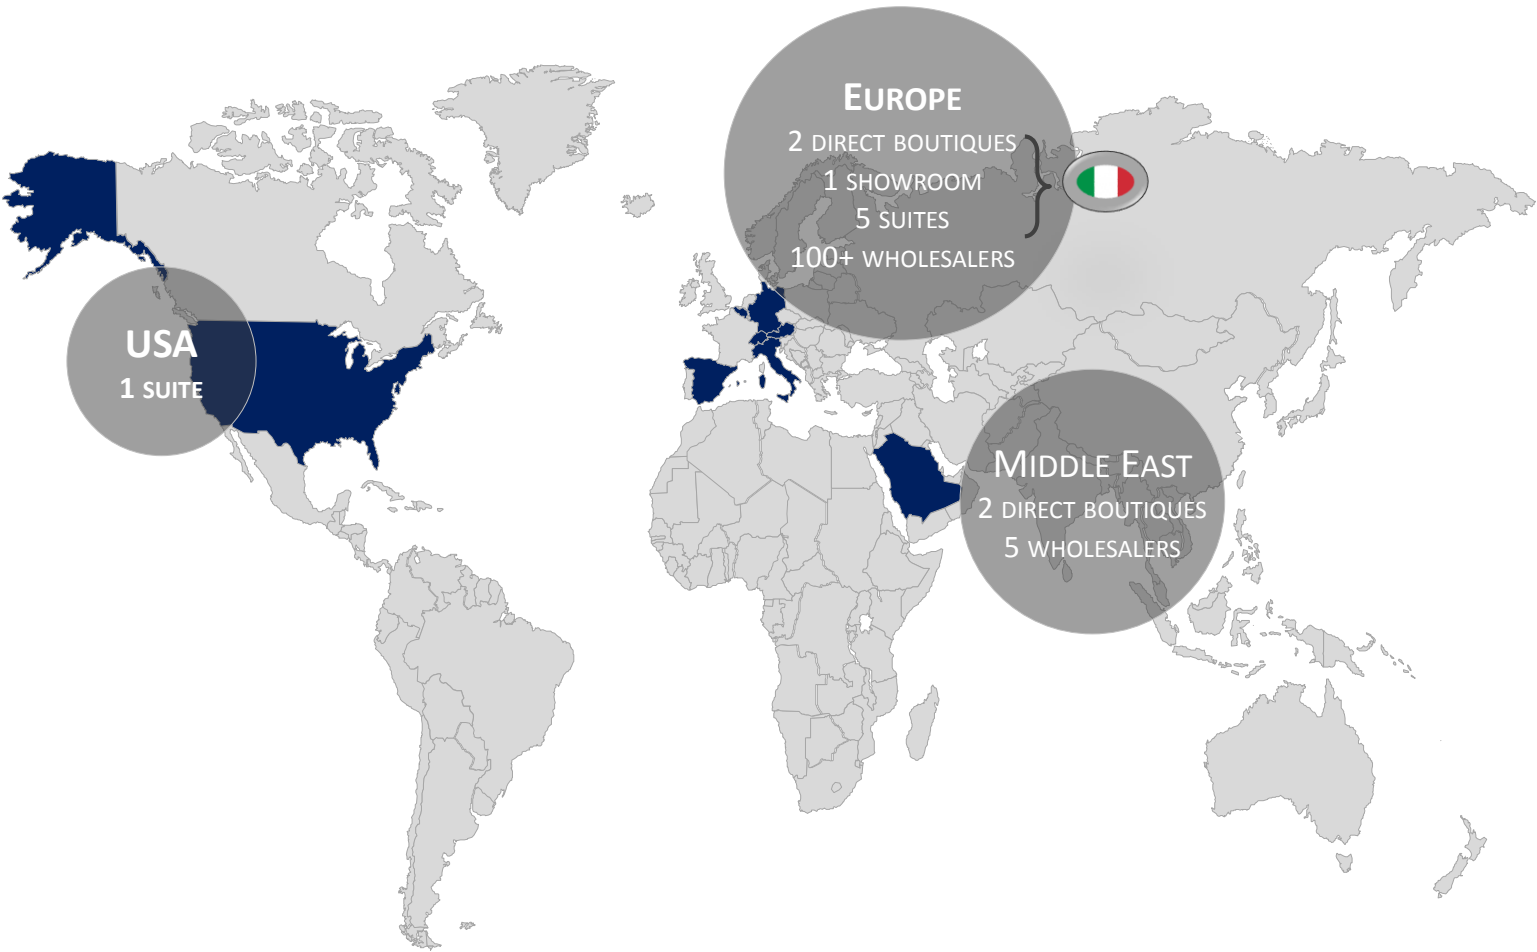 EUROPE
2 DIRECT BOUTIQUES
1 SHOWROOM
5 SUITES
100+ WHOLESALERS
USA
1 SUITE
MIDDLE EAST
2 DIRECT BOUTIQUES
5 WHOLESALERS